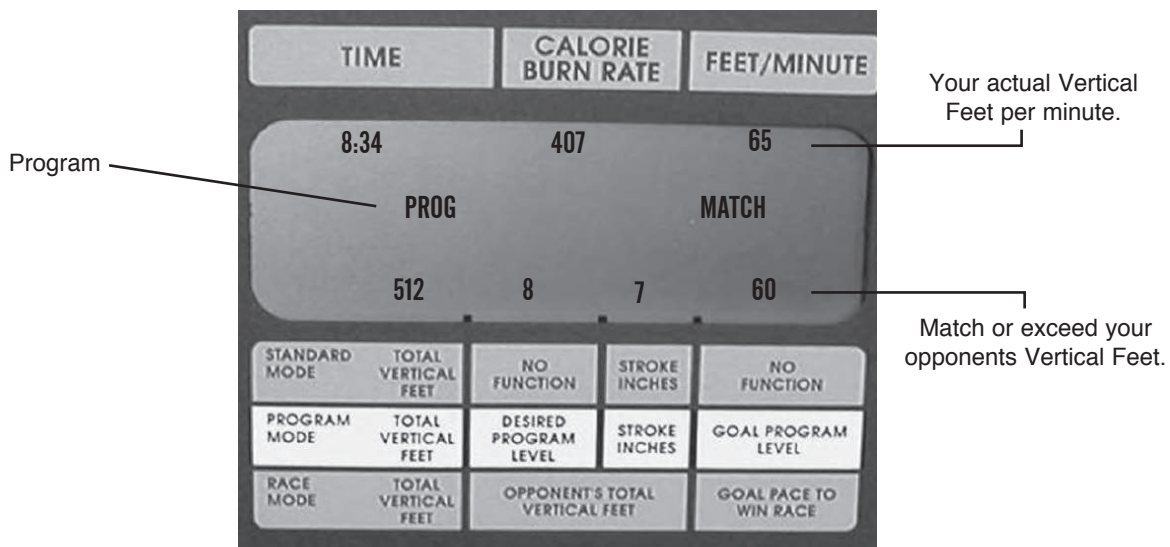 TIME
CALORIE
BURN RATE
FEET/MINUTE
Your actual Vertical
Feet per minute.
8:34 407 65
Program
PROG MATCH
512 8 7 60
Match or exceed your
opponents Vertical Feet.
STANDARD
MODE
TOTAL
VERTICAL
FEET
NO
FUNCTION
STROKE
INCHES
NO
FUNCTION
PROGRAM
MODE
TOTAL
VERTICAL
FEET
DESIRED
PROGRAM
LEVEL
STROKE
INCHES
GOAL PROGRAM
LEVEL
RACE
MODE
TOTAL
VERTICAL
FEET
OPPONENT'S TOTAL
VERTICAL FEET
GOAL PACE TO
WIN RACE